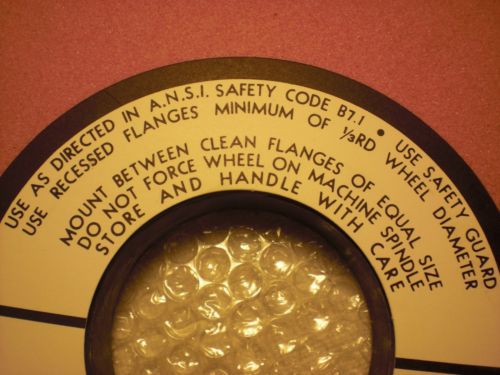 USE AS DIRECTED IN A.N.S.I. SAFETY CODE B7.1 • USE SAFETY GUARD
USE RECESSED FLANGES MINIMUM OF 1/3RD WHEEL DIAMETER
MOUNT BETWEEN CLEAN FLANGES OF EQUAL SIZE
DO NOT FORCE WHEEL ON MACHINE SPINDLE
STORE AND HANDLE WITH CARE